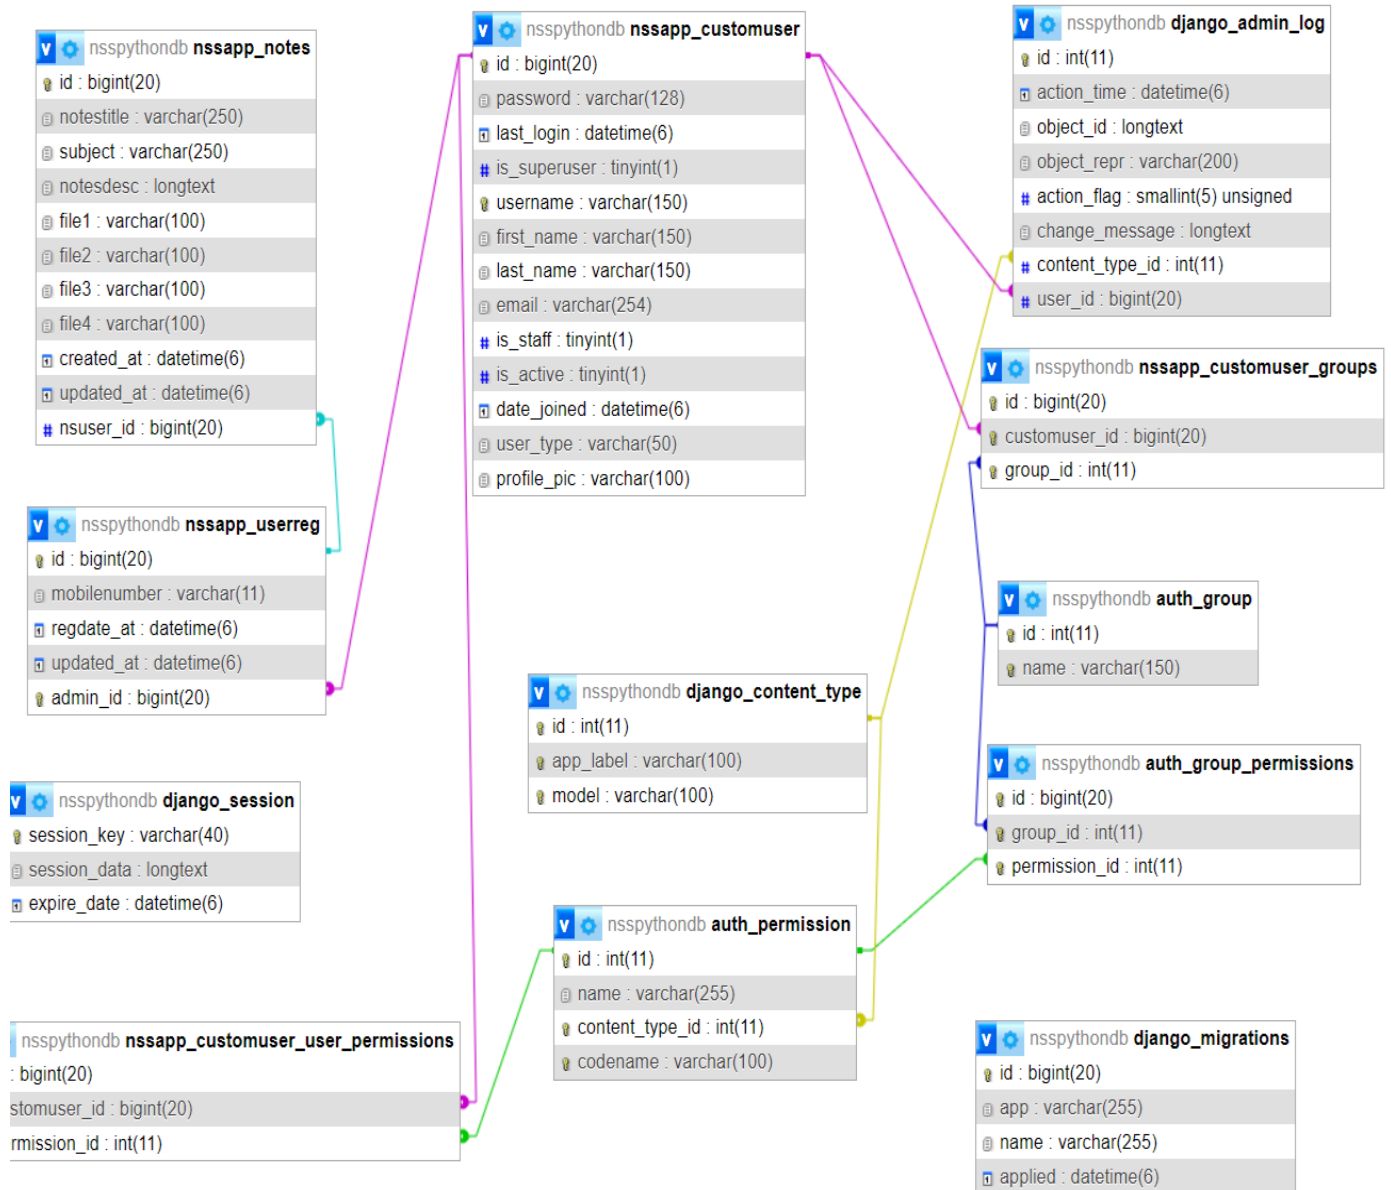 nsspythondb nssapp_notes
id : bigint(20)
notestitle : varchar(250)
subject : varchar(250)
notesdesc : longtext
file1 : varchar(100)
file2 : varchar(100)
file3 : varchar(100)
file4 : varchar(100)
created_at : datetime(6)
updated_at : datetime(6)
# nsuser_id : bigint(20)
nsspythondb nssapp_userreg
id : bigint(20)
mobilenumber : varchar(11)
regdate_at : datetime(6)
updated_at : datetime(6)
admin_id : bigint(20)
nsspythondb django_session
session_key : varchar(40)
session_data : longtext
expire_date : datetime(6)
nsspythondb nssapp_customuser_user_permissions
: bigint(20)
stomuser_id : bigint(20)
rmission_id : int(11)
nsspythondb nssapp_customuser
id : bigint(20)
password : varchar(128)
last_login : datetime(6)
# is_superuser : tinyint(1)
username : varchar(150)
first_name : varchar(150)
last_name : varchar(150)
email : varchar(254)
# is_staff : tinyint(1)
# is_active : tinyint(1)
date_joined : datetime(6)
user_type : varchar(50)
profile_pic : varchar(100)
nsspythondb django_content_type
id : int(11)
app_label : varchar(100)
model : varchar(100)
nsspythondb auth_permission
id : int(11)
name : varchar(255)
content_type_id : int(11)
codename : varchar(100)
nsspythondb django_admin_log
id : int(11)
action_time : datetime(6)
object_id : longtext
object_repr : varchar(200)
# action_flag : smallint(5) unsigned
change_message : longtext
# content_type_id : int(11)
# user_id : bigint(20)
nsspythondb nssapp_customuser_groups
id : bigint(20)
customuser_id : bigint(20)
group_id : int(11)
nsspythondb auth_group
id : int(11)
name : varchar(150)
nsspythondb auth_group_permissions
id : bigint(20)
group_id : int(11)
permission_id : int(11)
nsspythondb django_migrations
id : bigint(20)
app : varchar(255)
name : varchar(255)
applied : datetime(6)